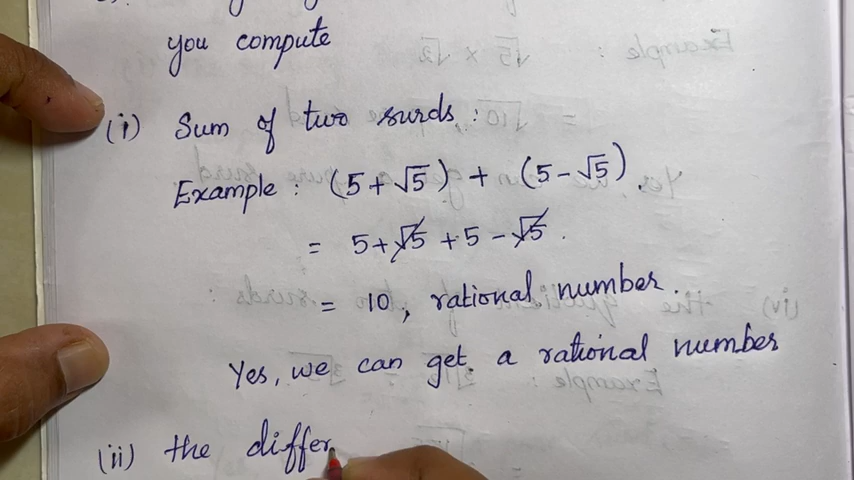 you compute
(i) Sum of two surds :
Example : (5 + √5) + (5 - √5).
= 5 + √5 + 5 - √5.
= 10, rational number.
Yes, we can get a rational number
(ii) the differ